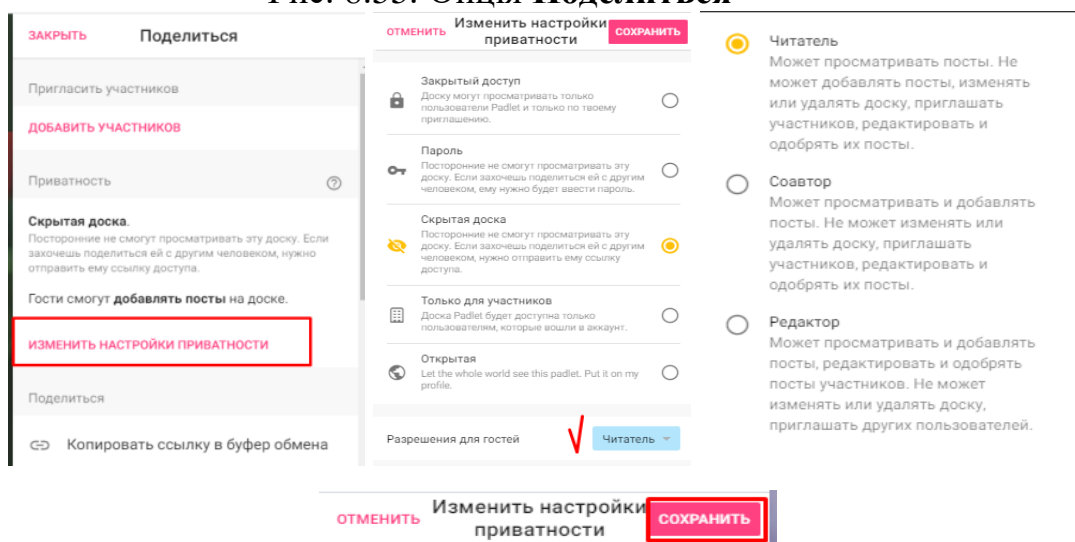 Рис. 6.53. Опция Поделиться
ЗАКРЫТЬ Поделиться
Пригласить участников
ДОБАВИТЬ УЧАСТНИКОВ
Приватность
Скрытая доска.
Посторонние не смогут просматривать эту доску. Если
захочешь поделиться ей с другим человеком, нужно
отправить ему ссылку доступа.
Гости смогут добавлять посты на доске.
ИЗМЕНИТЬ НАСТРОЙКИ ПРИВАТНОСТИ
Поделиться
Копировать ссылку в буфер обмена
ОТМЕНИТЬ Изменить настройки приватности СОХРАНИТЬ
Закрытый доступ
Доску могут просматривать только
пользователи Padlet и только по твоему
приглашению.
Пароль
Посторонние не смогут просматривать эту
доску. Если захочешь поделиться ей с другим
человеком, ему нужно будет ввести пароль.
Скрытая доска
Посторонние не смогут просматривать эту
доску. Если захочешь поделиться ей с другим
человеком, нужно отправить ему ссылку
доступа.
Только для участников
Доска Padlet будет доступна только
пользователям, которые вошли в аккаунт.
Открытая
Let the whole world see this padlet. Put it on my
profile.
Разрешения для гостей Читатель
Читатель
Может просматривать посты. Не
может добавлять посты, изменять
или удалять доску, приглашать
участников, редактировать и
одобрять их посты.
Соавтор
Может просматривать и добавлять
посты. Не может изменять или
удалять доску, приглашать
участников, редактировать и
одобрять их посты.
Редактор
Может просматривать и добавлять
посты, редактировать и одобрять
посты участников. Не может
изменять или удалять доску,
приглашать других пользователей.
ОТМЕНИТЬ Изменить настройки приватности СОХРАНИТЬ